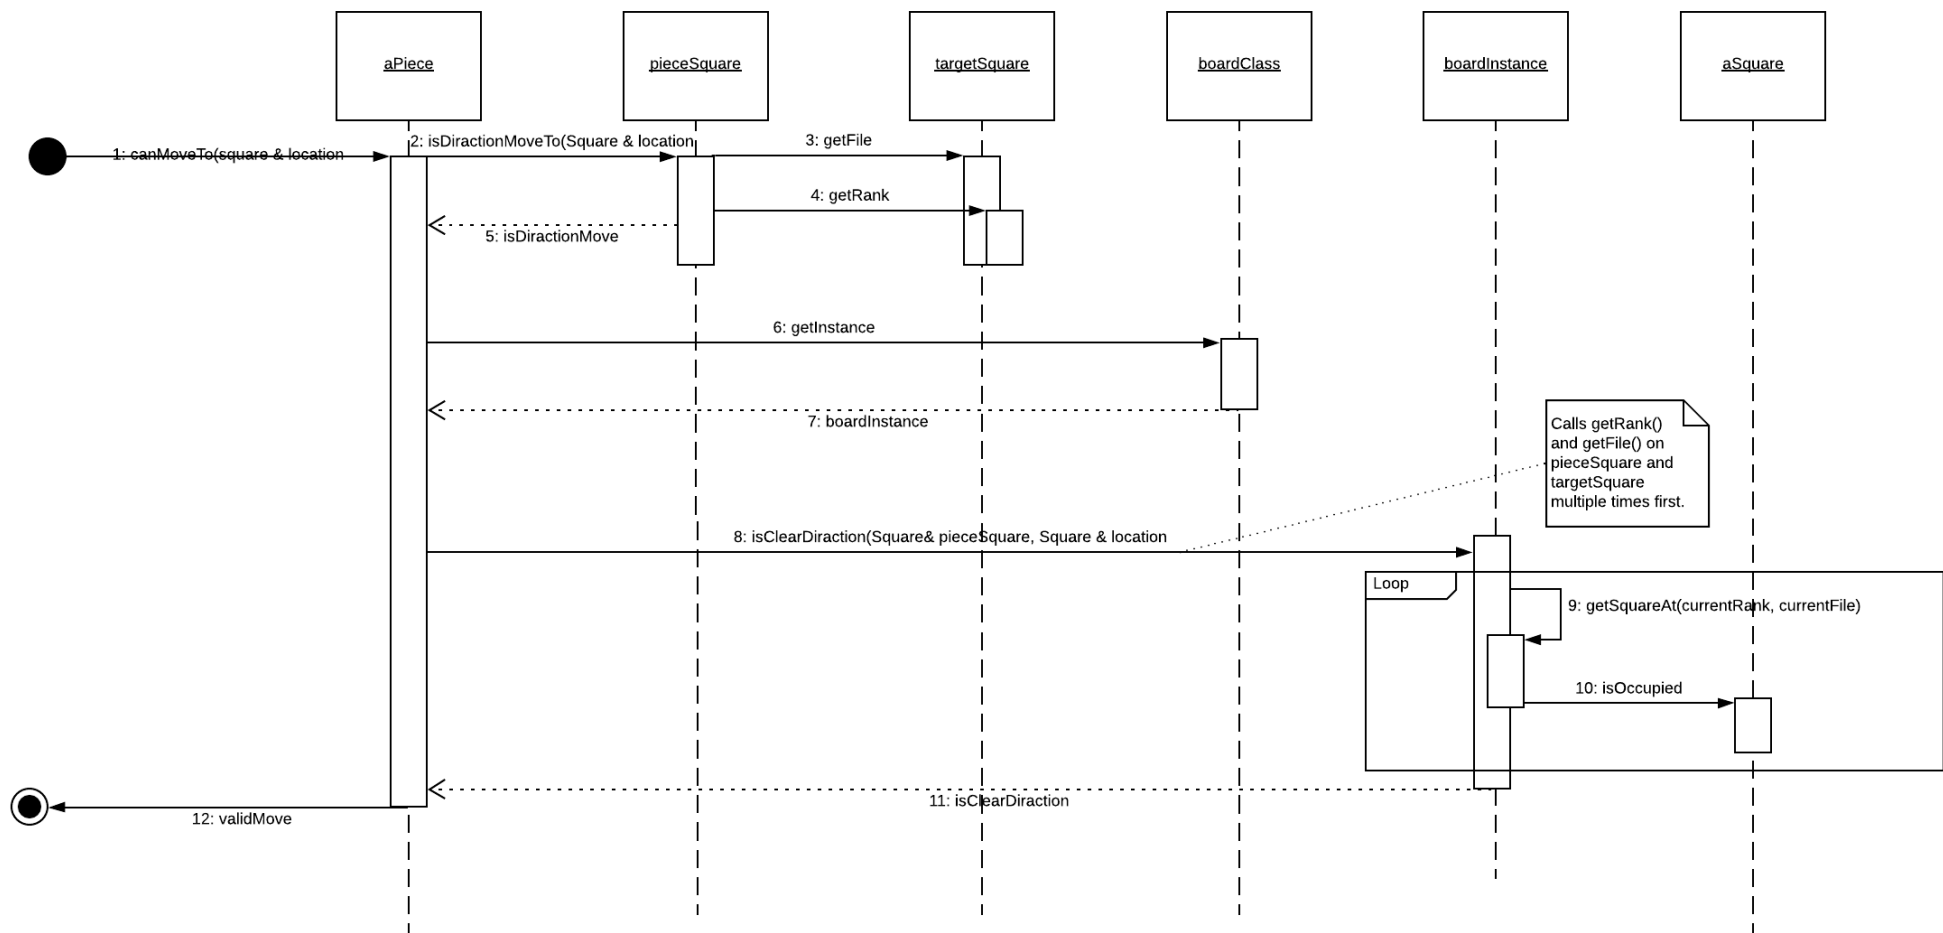 aPiece
pieceSquare
targetSquare
boardClass
boardInstance
aSquare
1: canMoveTo(square & location
2: isDiractionMoveTo(Square & location
3: getFile
4: getRank
5: isDiractionMove
6: getInstance
7: boardInstance
Calls getRank()
and getFile() on
pieceSquare and
targetSquare
multiple times first.
8: isClearDiraction(Square& pieceSquare, Square & location
Loop
9: getSquareAt(currentRank, currentFile)
10: isOccupied
11: isClearDiraction
12: validMove